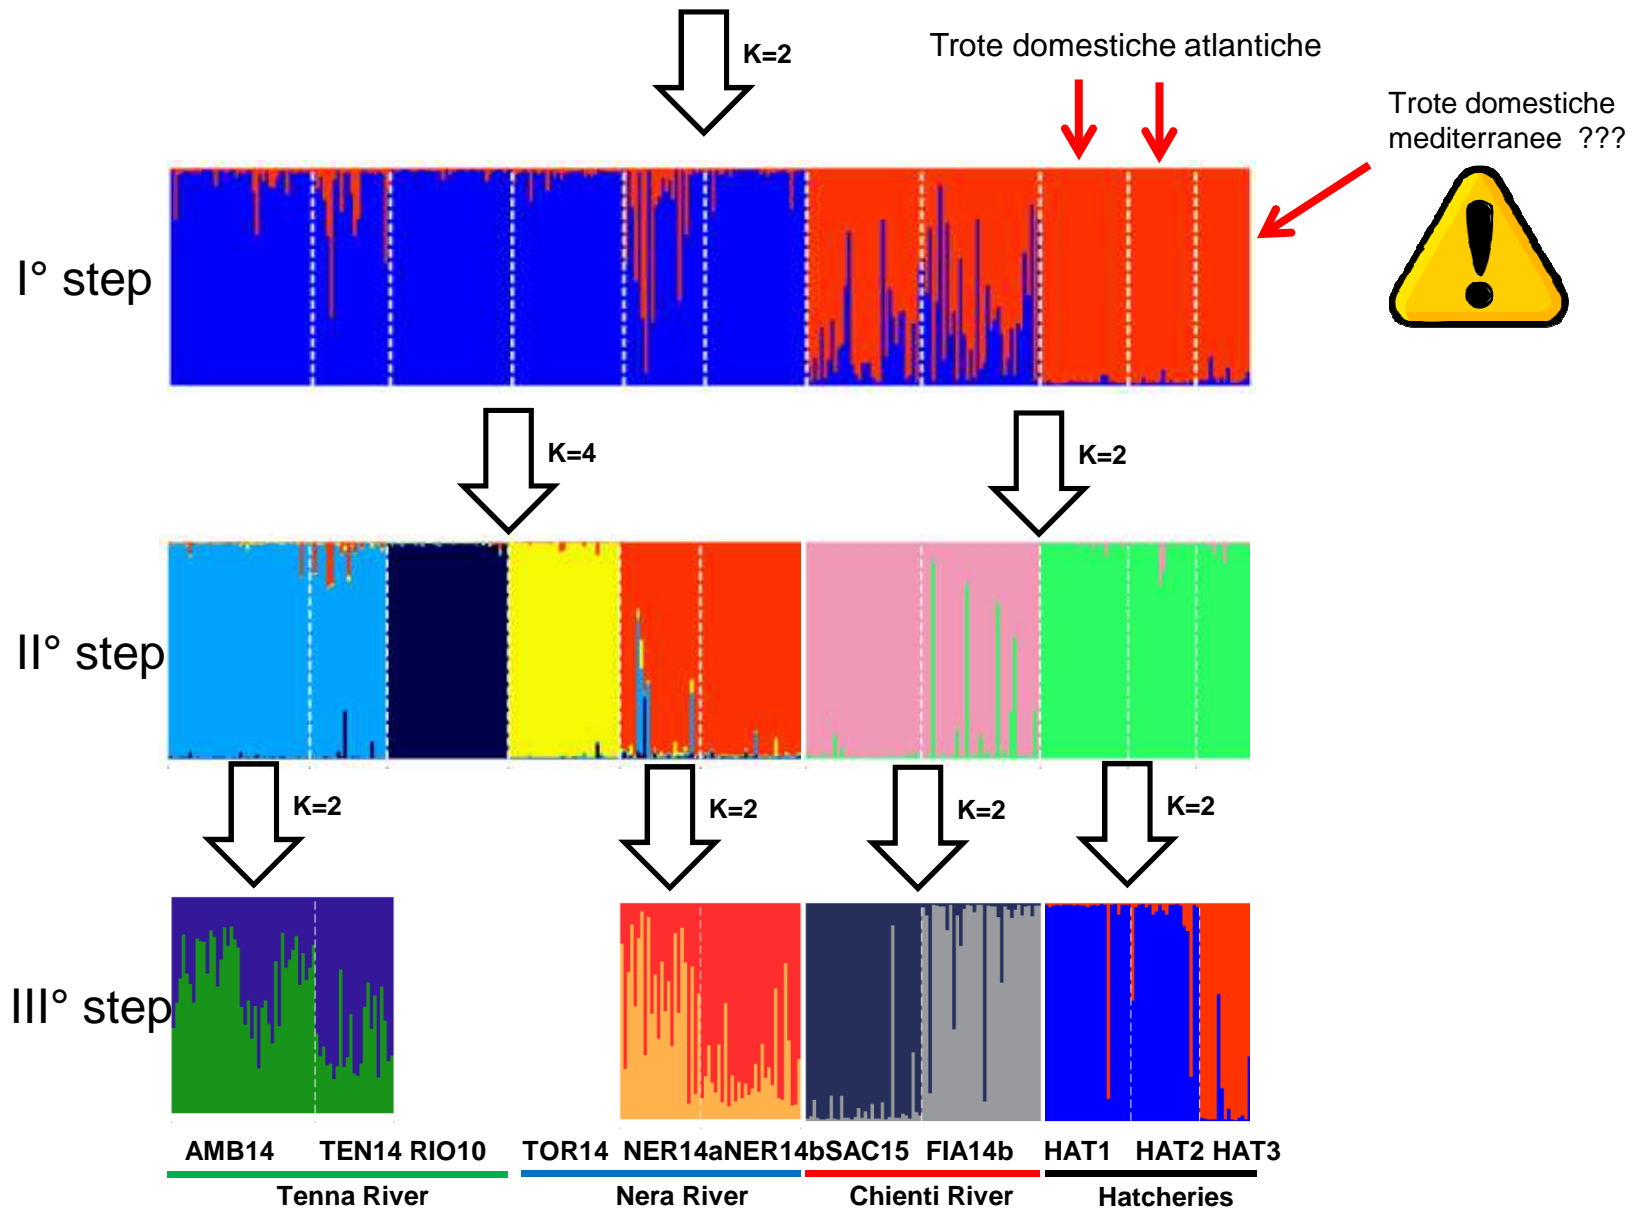 K=2
Trote domestiche atlantiche
Trote domestiche
mediterranee ???
I° step
K=4
K=2
II° step
K=2
K=2
K=2
K=2
III° step
AMB14 TEN14 RIO10 TOR14 NER14aNER14bSAC15 FIA14b HAT1 HAT2 HAT3
Tenna River Nera River Chienti River Hatcheries